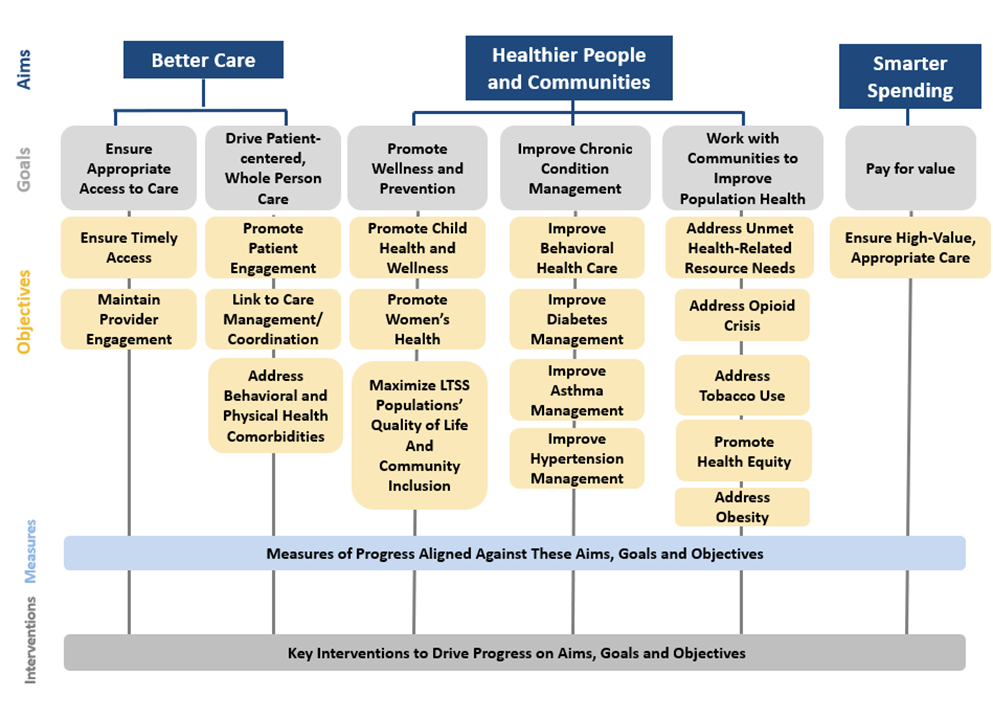 Aims
Better Care
Healthier People
and Communities
Smarter
Spending
Goals
Ensure
Appropriate
Access to Care
Drive Patient-
centered,
Whole Person
Care
Promote
Wellness and
Prevention
Improve Chronic
Condition
Management
Work with
Communities to
Improve
Population Health
Pay for value
Objectives
Ensure Timely
Access
Maintain
Provider
Engagement
Promote
Patient
Engagement
Link to Care
Management/
Coordination
Address
Behavioral and
Physical Health
Comorbidities
Promote Child
Health and
Wellness
Promote
Women’s
Health
Maximize LTSS
Populations’
Quality of Life
And
Community
Inclusion
Improve
Behavioral
Health Care
Improve
Diabetes
Management
Improve
Asthma
Management
Improve
Hypertension
Management
Address Unmet
Health-Related
Resource Needs
Address Opioid
Crisis
Address
Tobacco Use
Promote
Health Equity
Address
Obesity
Ensure High-Value,
Appropriate Care
Measures
Measures of Progress Aligned Against These Aims, Goals and Objectives
Interventions
Key Interventions to Drive Progress on Aims, Goals and Objectives